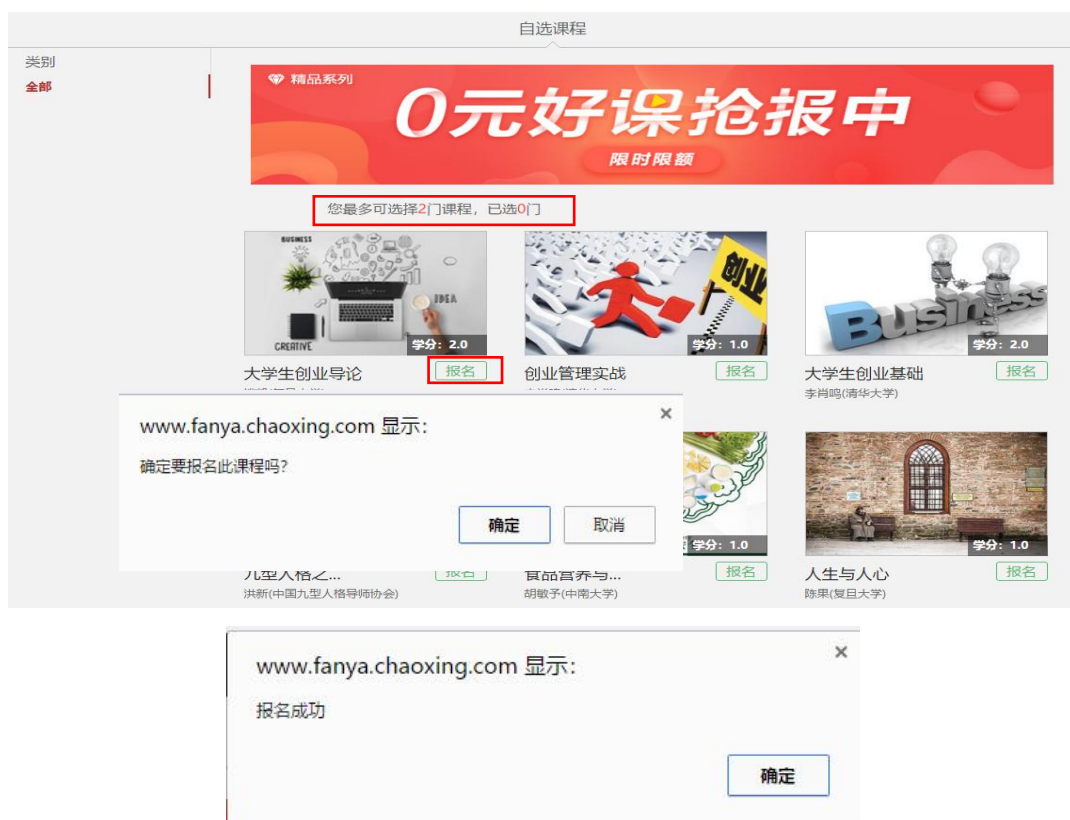 自选课程
类别
全部
精品系列
0元好课抢报中
限时限额
您最多可选择2门课程，已选0门
BUSINESS
IDEA
CREATIVE
学分：2.0
创业
学分：1.0
Business
学分：2.0
大学生创业导论
报名
创业管理实战
报名
大学生创业基础
报名
李肖鸣(清华大学)
www.fanya.chaoxing.com 显示：
×
确定要报名此课程吗？
确定
取消
学分：1.0
学分：1.0
九型人格之...
报名
食品营养与...
报名
人生与人心
报名
洪新(中国九型人格导师协会)
胡敏予(中南大学)
陈果(复旦大学)
www.fanya.chaoxing.com 显示：
×
报名成功
确定